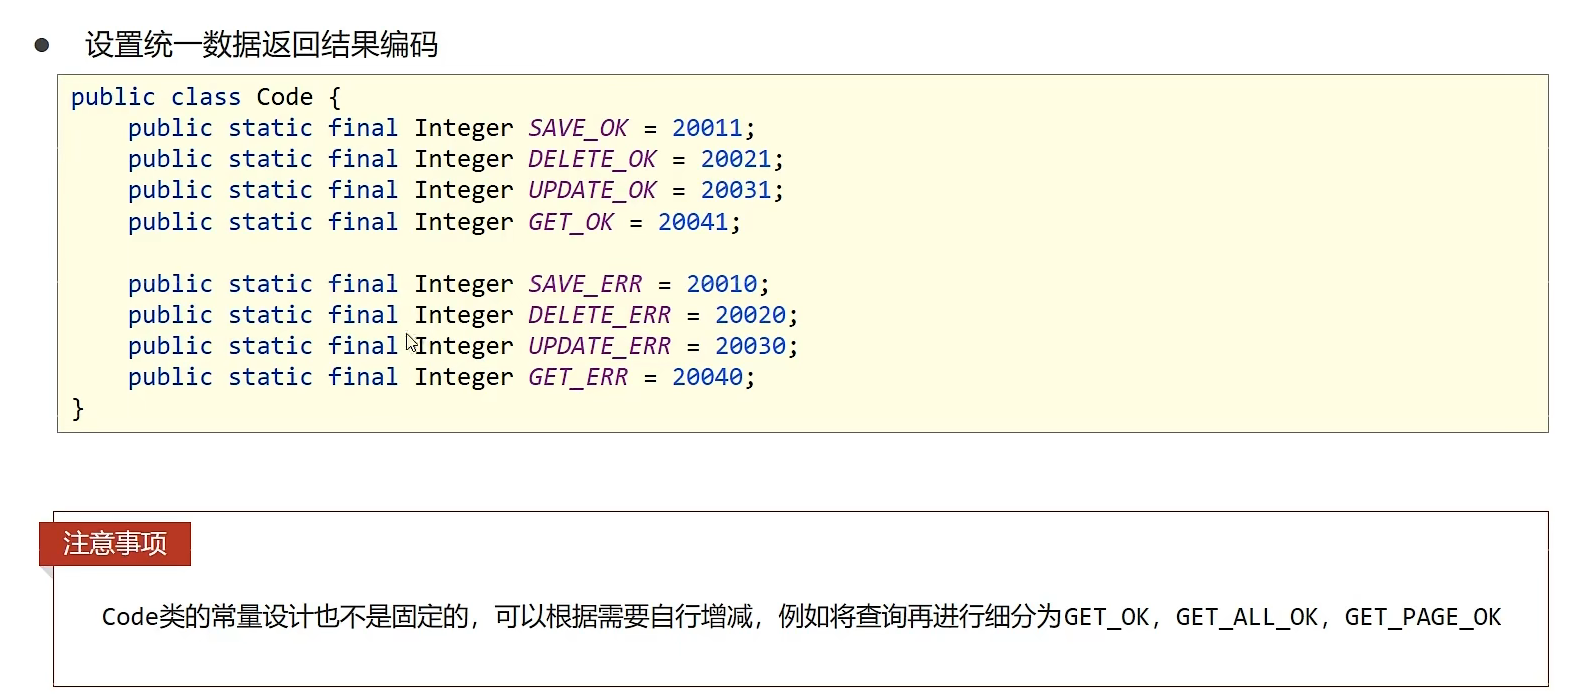 ● 设置统一数据返回结果编码
public class Code {
    public static final Integer SAVE_OK = 20011;
    public static final Integer DELETE_OK = 20021;
    public static final Integer UPDATE_OK = 20031;
    public static final Integer GET_OK = 20041;

    public static final Integer SAVE_ERR = 20010;
    public static final Integer DELETE_ERR = 20020;
    public static final Integer UPDATE_ERR = 20030;
    public static final Integer GET_ERR = 20040;
}
注意事项
Code类的常量设计也不是固定的，可以根据需要自行增减，例如将查询再进行细分为GET_OK，GET_ALL_OK，GET_PAGE_OK